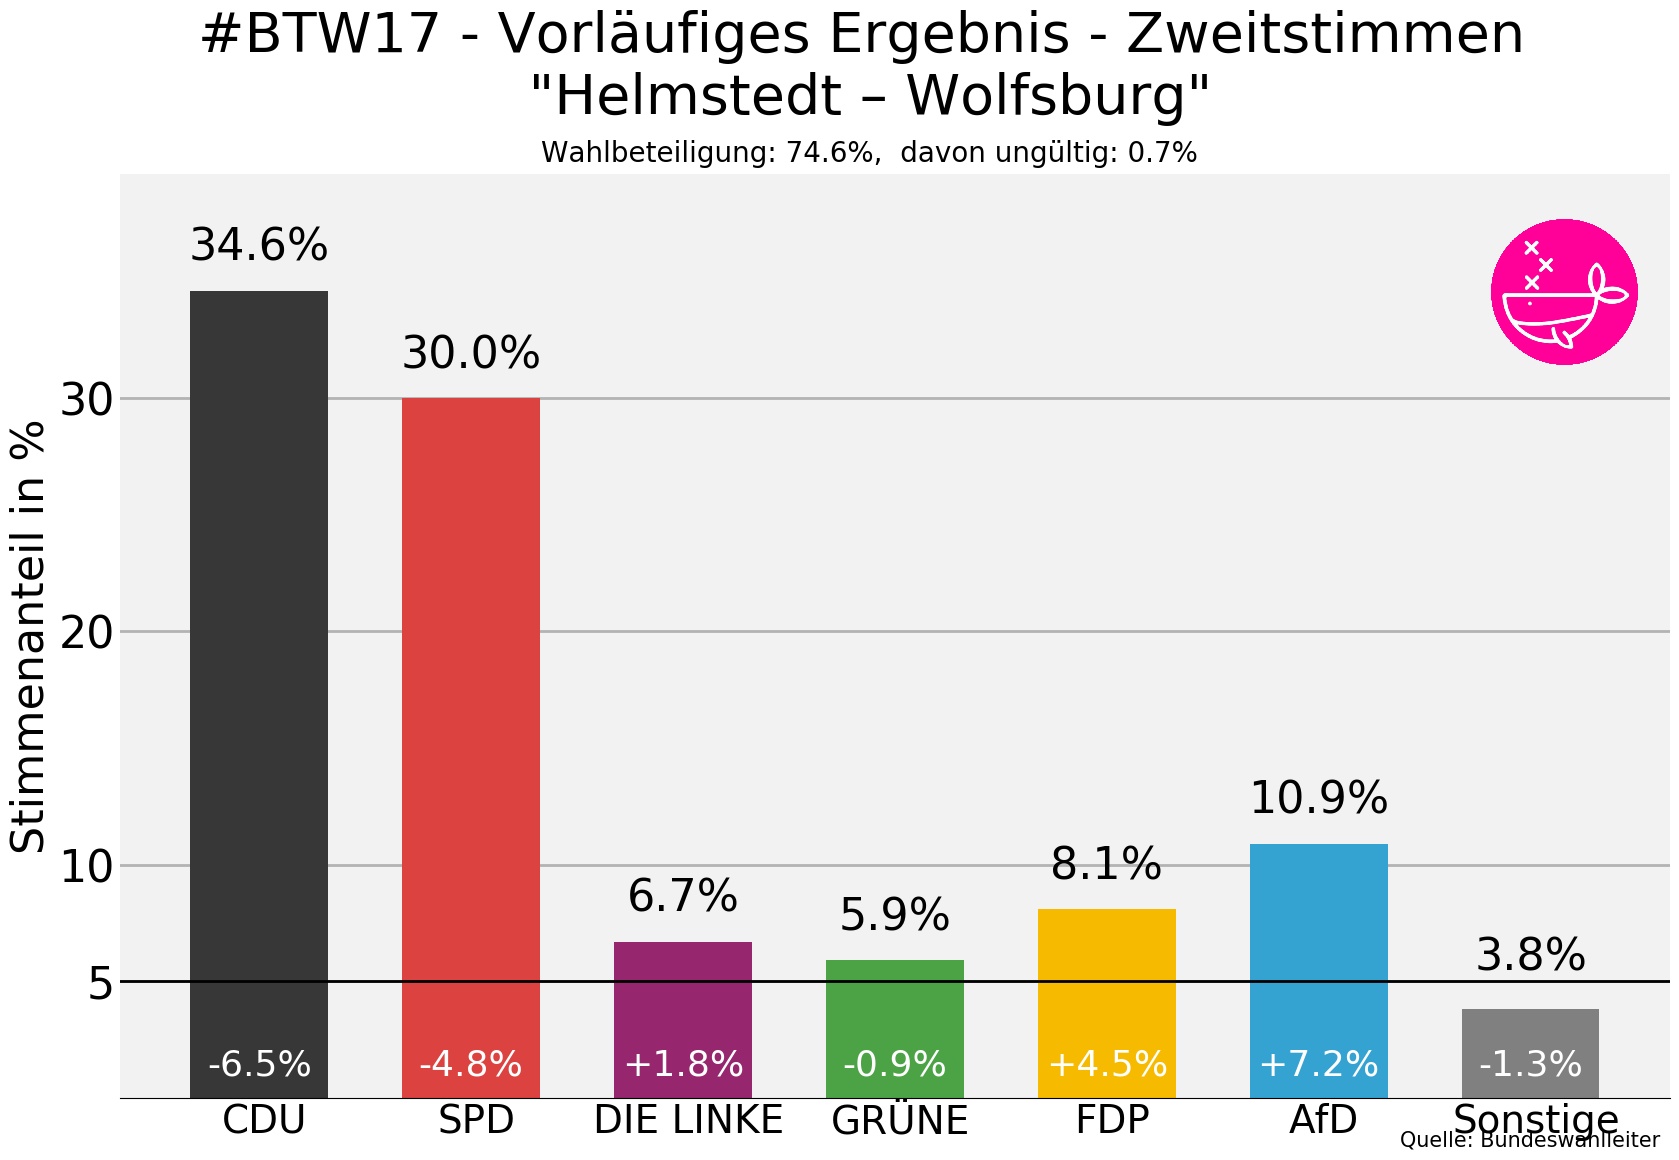 #BTW17 - Vorläufiges Ergebnis - Zweitstimmen
"Helmstedt – Wolfsburg"
Wahlbeteiligung: 74.6%,  davon ungültig: 0.7%
Stimmenanteil in %
30
20
10
5
34.6%
30.0%
6.7%
5.9%
8.1%
10.9%
3.8%
-6.5%
-4.8%
+1.8%
-0.9%
+4.5%
+7.2%
-1.3%
CDU
SPD
DIE LINKE
GRÜNE
FDP
AfD
Sonstige
Quelle: Bundeswahlleiter